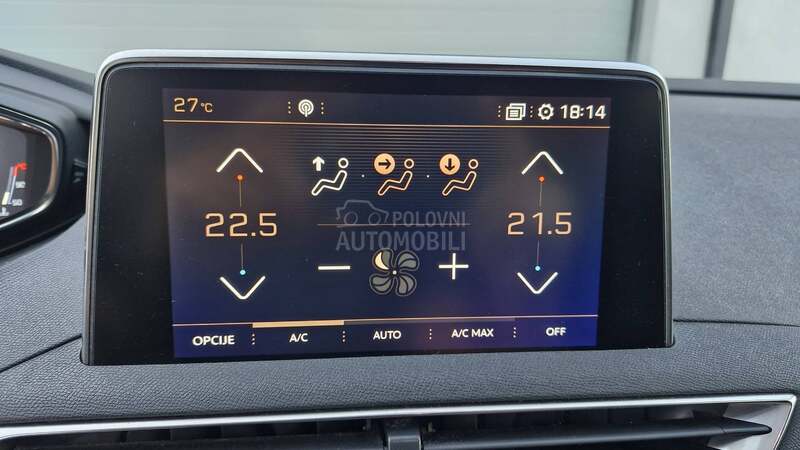 27°C 18:14
22.5 21.5
POLOVNI
AUTOMOBILI
OPCIJE A/C AUTO A/C MAX OFF